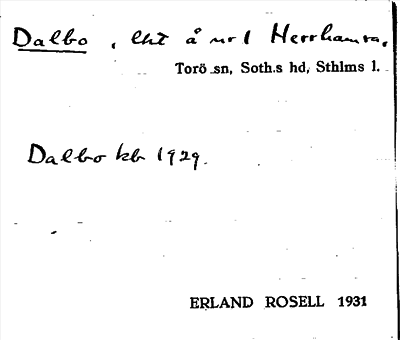 Dalbo, lht å nr 1 Herrhamra,
Torö sn, Soth.s hd, Sthlms l.
Dalbo kb 1929.
ERLAND ROSELL 1931